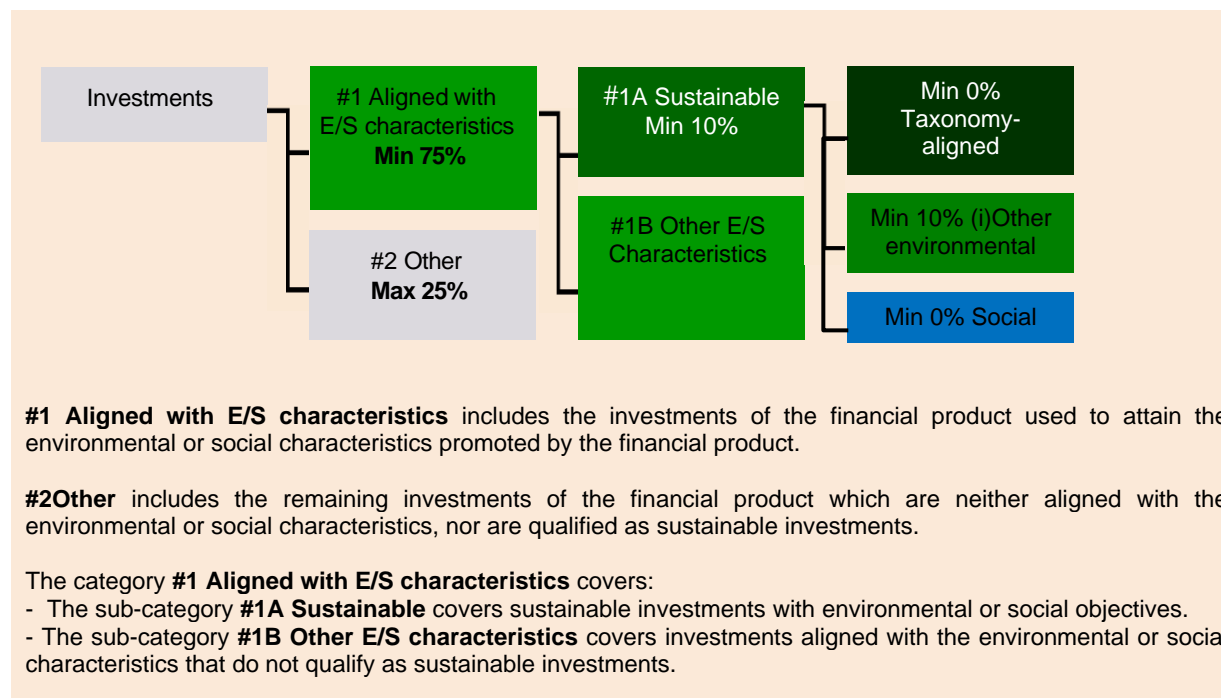 Investments
#1 Aligned with
E/S characteristics
Min 75%
#2 Other
Max 25%
#1A Sustainable
Min 10%
#1B Other E/S
Characteristics
Min 0%
Taxonomy-
aligned
Min 10% (i)Other
environmental
Min 0% Social
#1 Aligned with E/S characteristics includes the investments of the financial product used to attain the
environmental or social characteristics promoted by the financial product.
#2Other includes the remaining investments of the financial product which are neither aligned with the
environmental or social characteristics, nor are qualified as sustainable investments.
The category #1 Aligned with E/S characteristics covers:
- The sub-category #1A Sustainable covers sustainable investments with environmental or social objectives.
- The sub-category #1B Other E/S characteristics covers investments aligned with the environmental or social
characteristics that do not qualify as sustainable investments.